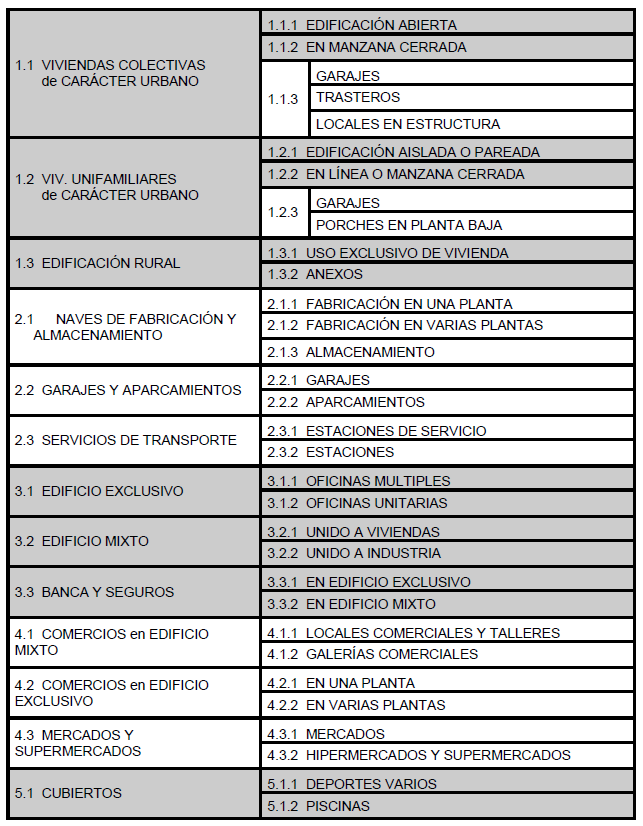 1.1 VIVIENDAS COLECTIVAS
de CARÁCTER URBANO
1.1.1 EDIFICACIÓN ABIERTA
1.1.2 EN MANZANA CERRADA
1.1.3
GARAJES
TRASTEROS
LOCALES EN ESTRUCTURA
1.2 VIV. UNIFAMILIARES
de CARÁCTER URBANO
1.2.1 EDIFICACIÓN AISLADA O PAREADA
1.2.2 EN LÍNEA O MANZANA CERRADA
1.2.3
GARAJES
PORCHES EN PLANTA BAJA
1.3 EDIFICACIÓN RURAL
1.3.1 USO EXCLUSIVO DE VIVIENDA
1.3.2 ANEXOS
2.1 NAVES DE FABRICACIÓN Y
ALMACENAMIENTO
2.1.1 FABRICACIÓN EN UNA PLANTA
2.1.2 FABRICACIÓN EN VARIAS PLANTAS
2.1.3 ALMACENAMIENTO
2.2 GARAJES Y APARCAMIENTOS
2.2.1 GARAJES
2.2.2 APARCAMIENTOS
2.3 SERVICIOS DE TRANSPORTE
2.3.1 ESTACIONES DE SERVICIO
2.3.2 ESTACIONES
3.1 EDIFICIO EXCLUSIVO
3.1.1 OFICINAS MULTIPLES
3.1.2 OFICINAS UNITARIAS
3.2 EDIFICIO MIXTO
3.2.1 UNIDO A VIVIENDAS
3.2.2 UNIDO A INDUSTRIA
3.3 BANCA Y SEGUROS
3.3.1 EN EDIFICIO EXCLUSIVO
3.3.2 EN EDIFICIO MIXTO
4.1 COMERCIOS en EDIFICIO
MIXTO
4.1.1 LOCALES COMERCIALES Y TALLERES
4.1.2 GALERÍAS COMERCIALES
4.2 COMERCIOS en EDIFICIO
EXCLUSIVO
4.2.1 EN UNA PLANTA
4.2.2 EN VARIAS PLANTAS
4.3 MERCADOS Y
SUPERMERCADOS
4.3.1 MERCADOS
4.3.2 HIPERMERCADOS Y SUPERMERCADOS
5.1 CUBIERTOS
5.1.1 DEPORTES VARIOS
5.1.2 PISCINAS